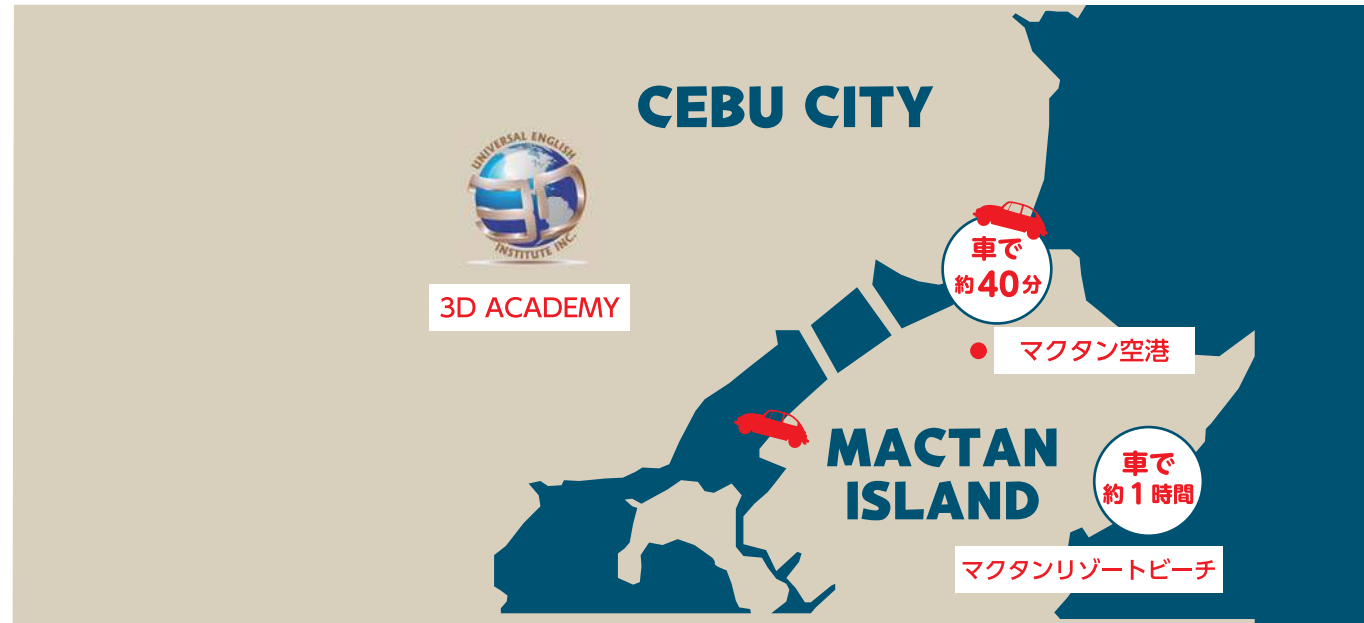 CEBU CITY
UNIVERSAL ENGLISH
3D
INSTITUTE INC.
3D ACADEMY
車で
約40分
マクタン空港
MACTAN
ISLAND
車で
約1時間
マクタンリゾートビーチ